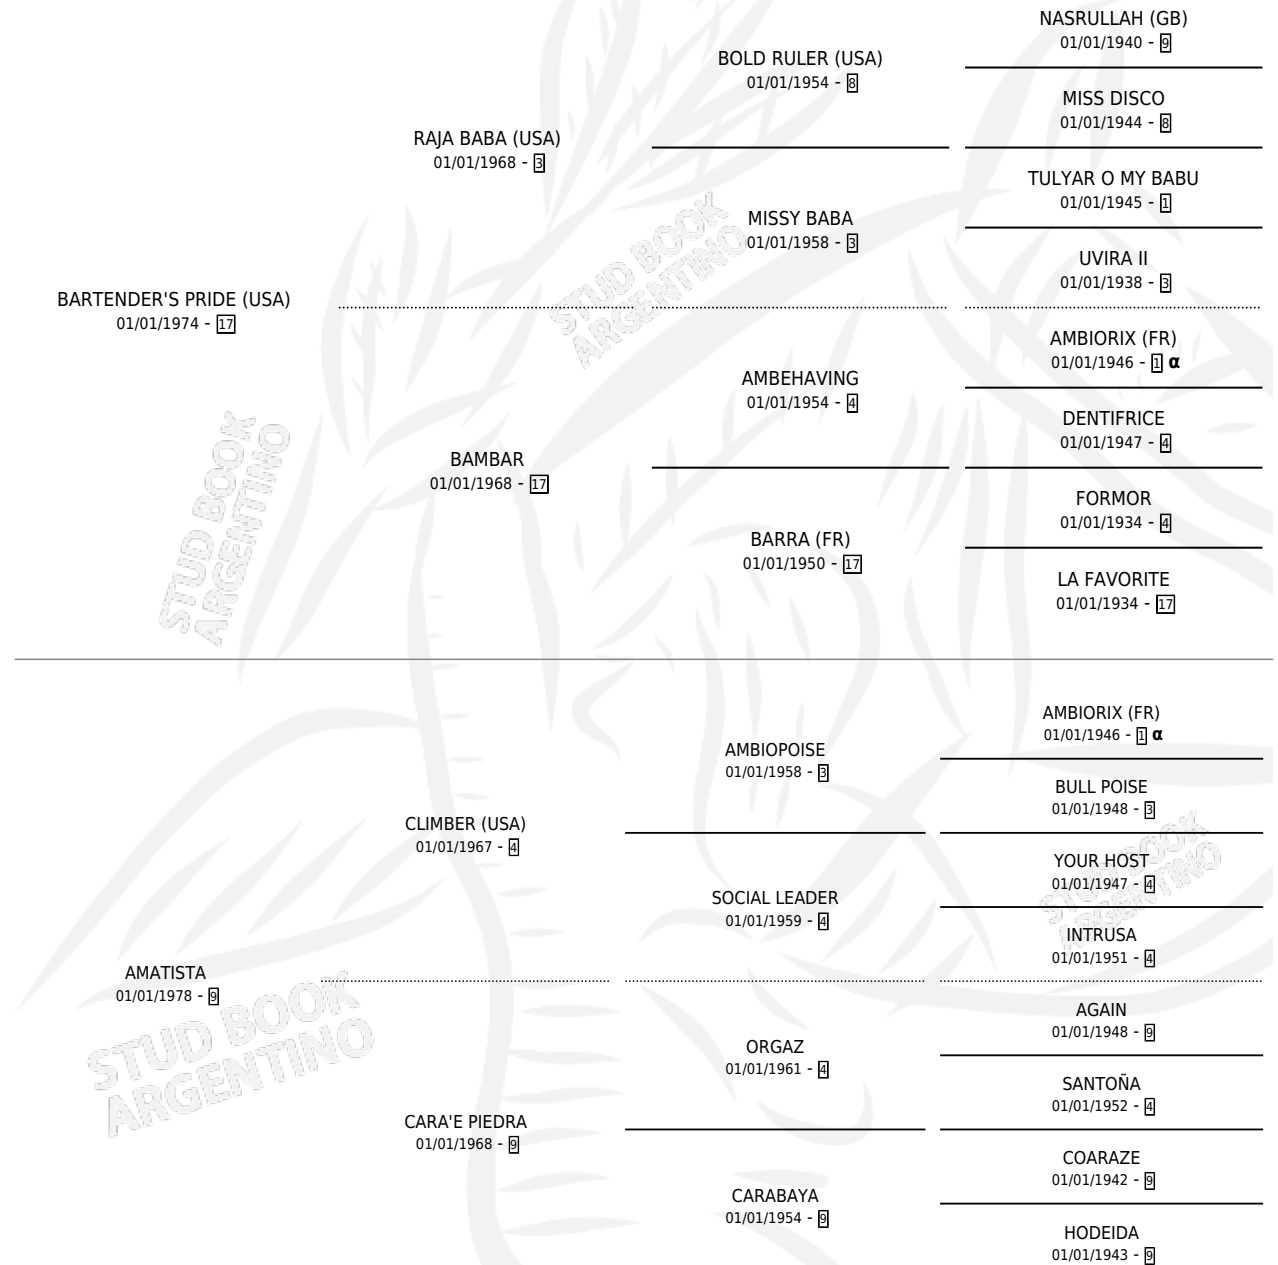 NASRULLAH (GB)
01/01/1940 - 9
BOLD RULER (USA)
01/01/1954 - 8
MISS DISCO
01/01/1944 - 8
RAJA BABA (USA)
01/01/1968 - 3
TULYAR O MY BABU
01/01/1945 - 1
MISSY BABA
01/01/1958 - 3
UVIRA II
01/01/1938 - 3
BARTENDER'S PRIDE (USA)
01/01/1974 - 17
AMBIORIX (FR)
01/01/1946 - 1 α
AMBEHAVING
01/01/1954 - 4
DENTIFRICE
01/01/1947 - 4
BAMBAR
01/01/1968 - 17
FORMOR
01/01/1934 - 4
BARRA (FR)
01/01/1950 - 17
LA FAVORITE
01/01/1934 - 17
AMBIORIX (FR)
01/01/1946 - 1 α
AMBIOPOISE
01/01/1958 - 3
BULL POISE
01/01/1948 - 3
CLIMBER (USA)
01/01/1967 - 4
YOUR HOST
01/01/1947 - 4
SOCIAL LEADER
01/01/1959 - 4
INTRUSA
01/01/1951 - 4
AMATISTA
01/01/1978 - 9
AGAIN
01/01/1948 - 9
ORGAZ
01/01/1961 - 4
SANTOÑA
01/01/1952 - 4
CARA'E PIEDRA
01/01/1968 - 9
COARAZE
01/01/1942 - 9
CARABAYA
01/01/1954 - 9
HODEIDA
01/01/1943 - 9
STUD BOOK
ARGENTINO
STUD BOOK
ARGENTINO
STUD BOOK
ARGENTINO
STUD BOOK
ARGENTINO